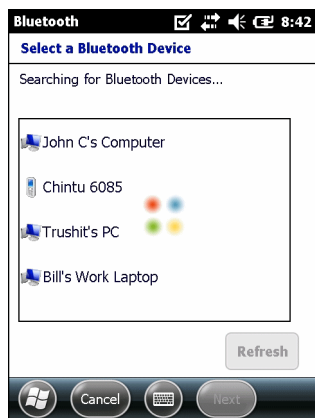 Bluetooth 8:42
Select a Bluetooth Device
Searching for Bluetooth Devices...
John C's Computer
Chintu 6085
Trushit's PC
Bill's Work Laptop
Refresh
Cancel Next